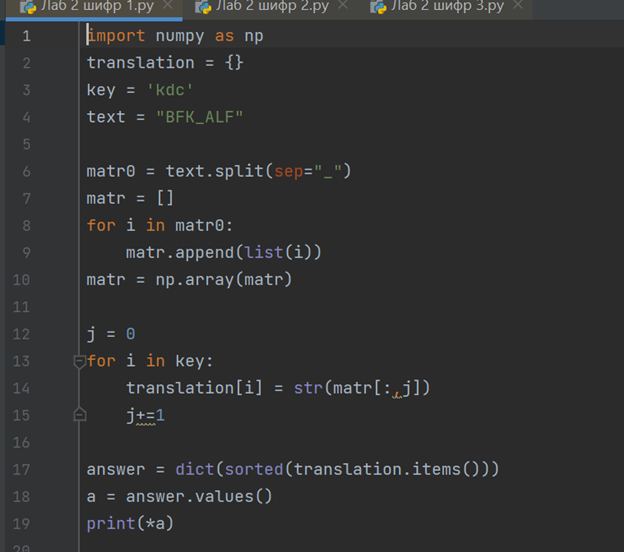 Лаб 2 шифр 1.py × Лаб 2 шифр 2.py × Лаб 2 шифр 3.py ×
1 import numpy as np
2 translation = {}
3 key = 'kdc'
4 text = "BFK_ALF"
5
6 matr0 = text.split(sep="_")
7 matr = []
8 for i in matr0:
9     matr.append(list(i))
10 matr = np.array(matr)
11
12 j = 0
13 for i in key:
14     translation[i] = str(matr[:,j])
15     j+=1
16
17 answer = dict(sorted(translation.items()))
18 a = answer.values()
19 print(*a)
20